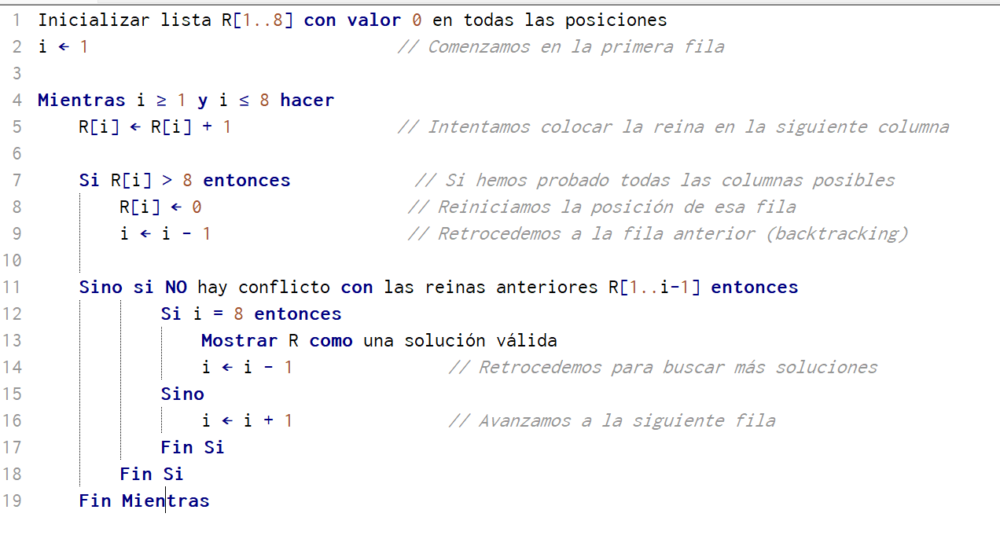 1 Inicializar lista R[1..8] con valor 0 en todas las posiciones
2 i ← 1 // Comenzamos en la primera fila
3
4 Mientras i ≥ 1 y i ≤ 8 hacer
5 R[i] ← R[i] + 1 // Intentamos colocar la reina en la siguiente columna
6
7 Si R[i] > 8 entonces // Si hemos probado todas las columnas posibles
8 R[i] ← 0 // Reiniciamos la posición de esa fila
9 i ← i - 1 // Retrocedemos a la fila anterior (backtracking)
10
11 Sino si NO hay conflicto con las reinas anteriores R[1..i-1] entonces
12 Si i = 8 entonces
13 Mostrar R como una solución válida
14 i ← i - 1 // Retrocedemos para buscar más soluciones
15 Sino
16 i ← i + 1 // Avanzamos a la siguiente fila
17 Fin Si
18 Fin Si
19 Fin Mientras